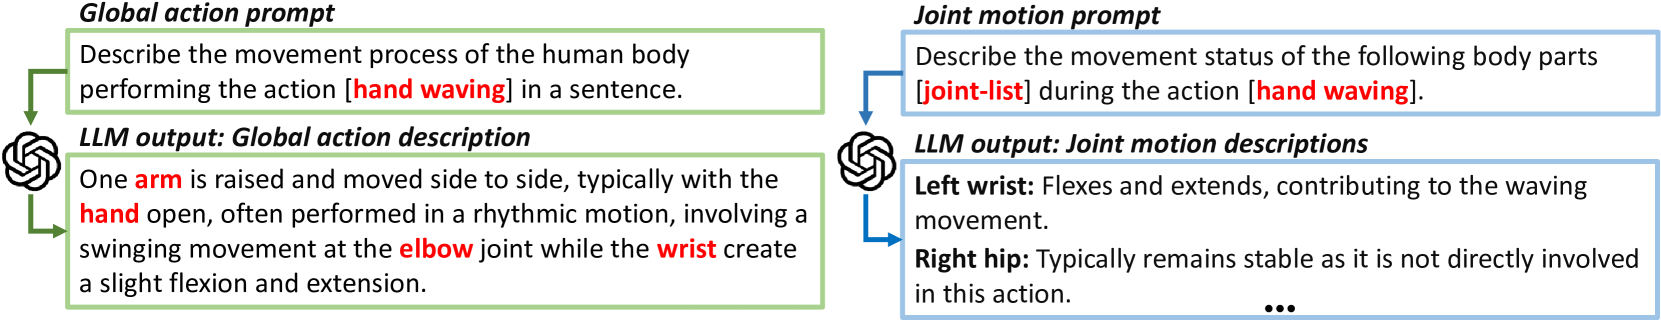 Global action prompt
Describe the movement process of the human body
performing the action [hand waving] in a sentence.
LLM output: Global action description
One arm is raised and moved side to side, typically with the
hand open, often performed in a rhythmic motion, involving a
swinging movement at the elbow joint while the wrist create
a slight flexion and extension.
Joint motion prompt
Describe the movement status of the following body parts
[joint-list] during the action [hand waving].
LLM output: Joint motion descriptions
Left wrist: Flexes and extends, contributing to the waving
movement.
Right hip: Typically remains stable as it is not directly involved
in this action.
...